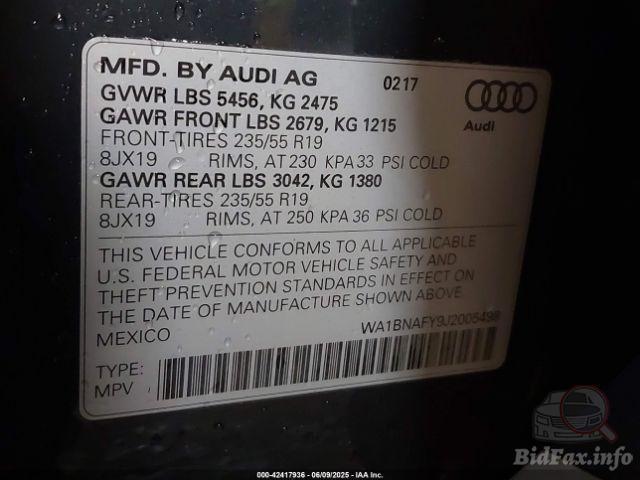 MFD. BY AUDI AG 0217
GVWR LBS 5456, KG 2475
GAWR FRONT LBS 2679, KG 1215
FRONT-TIRES 235/55 R19
8JX19 RIMS, AT 230 KPA 33 PSI COLD
GAWR REAR LBS 3042, KG 1380
REAR-TIRES 235/55 R19
8JX19 RIMS, AT 250 KPA 36 PSI COLD
Audi
THIS VEHICLE CONFORMS TO ALL APPLICABLE
U.S. FEDERAL MOTOR VEHICLE SAFETY AND
THEFT PREVENTION STANDARDS IN EFFECT ON
THE DATE OF MANUFACTURE SHOWN ABOVE.
MEXICO
WA1BNAFY9J2005498
TYPE:
MPV
BidFax.info
000-42417936 - 06/09/2025 - IAA Inc.